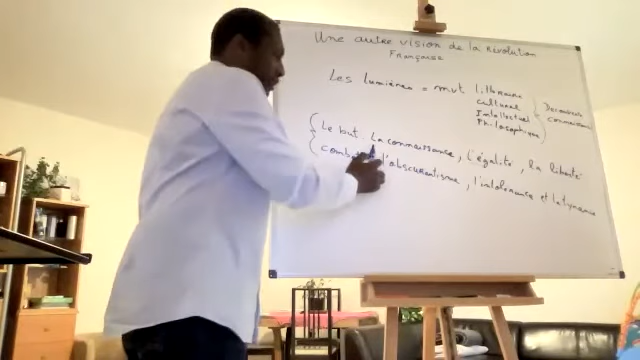 Une autre vision de la Révolution
Française
Les lumières = mvt littéraire
culturel
Intellectuel
Philosophique
Le but La connaissance, l'égalité, la liberté
l'obscurantisme, l'intolérance et la tyrannie